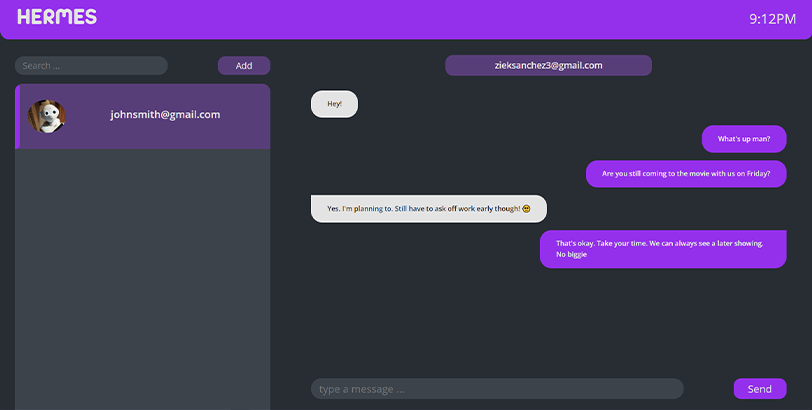 HERMES
9:12PM
Search ...
Add
johnsmith@gmail.com
zieksanchez3@gmail.com
Hey!
What's up man?
Are you still coming to the movie with us on Friday?
Yes. I'm planning to. Still have to ask off work early though! 🥺
That's okay. Take your time. We can always see a later showing.
No biggie
type a message ...
Send